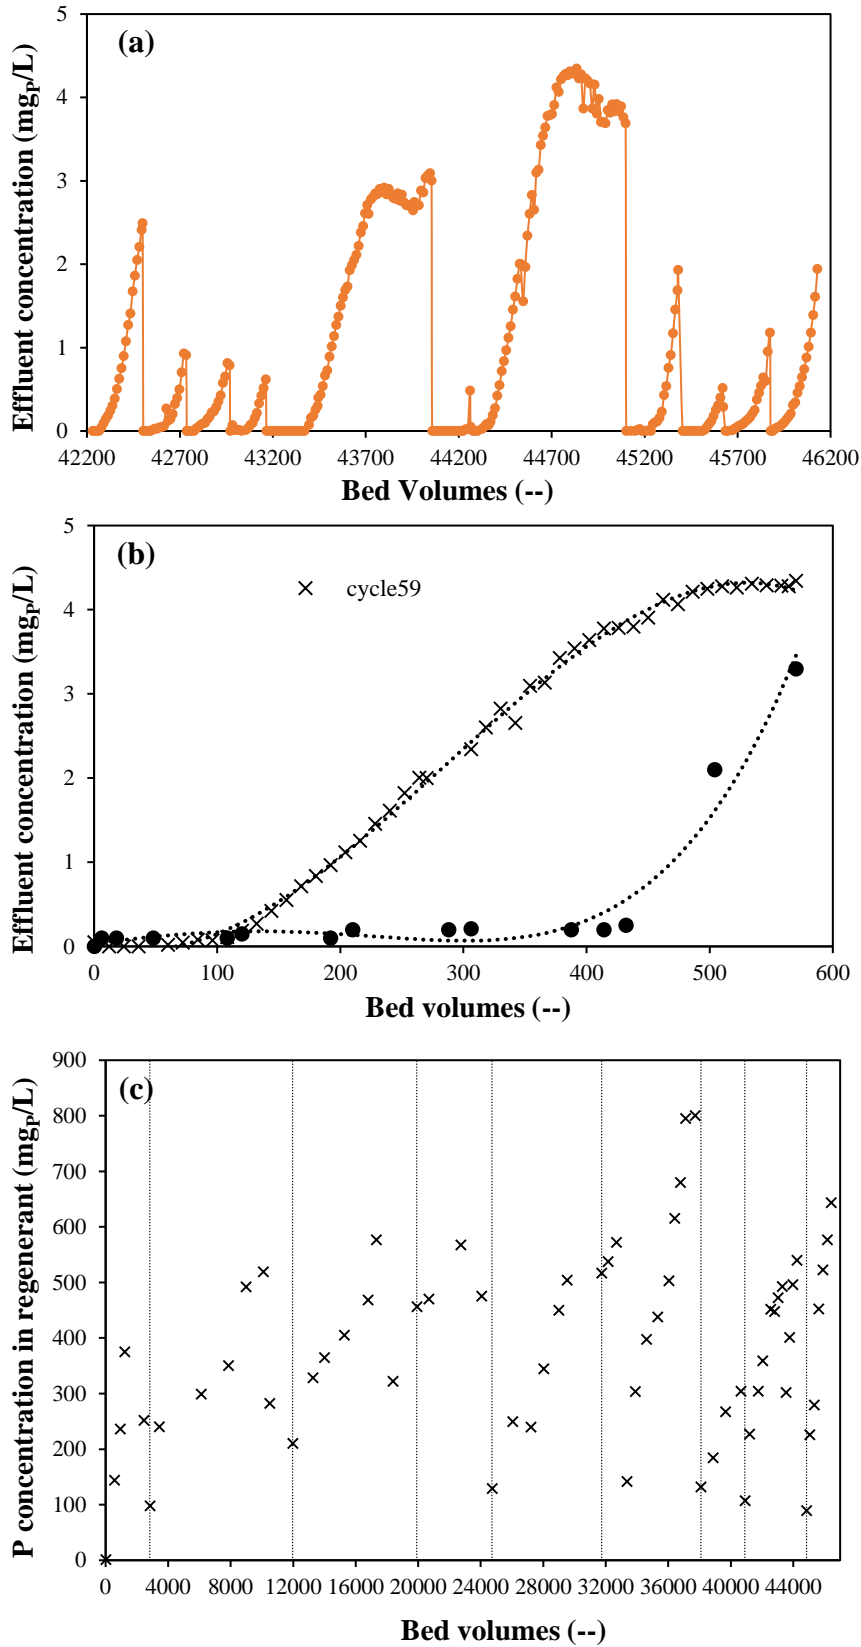 (a)
Effluent concentration (mgP/L)
5
4
3
2
1
0
42200 42700 43200 43700 44200 44700 45200 45700 46200
Bed Volumes (--)
(b)
Effluent concentration (mgP/L)
5
4
3
2
1
0
cycle59
0 100 200 300 400 500 600
Bed volumes (--)
(c)
P concentration in regenerant (mgP/L)
900
800
700
600
500
400
300
200
100
0
0 4000 8000 12000 16000 20000 24000 28000 32000 36000 40000 44000
Bed volumes (--)